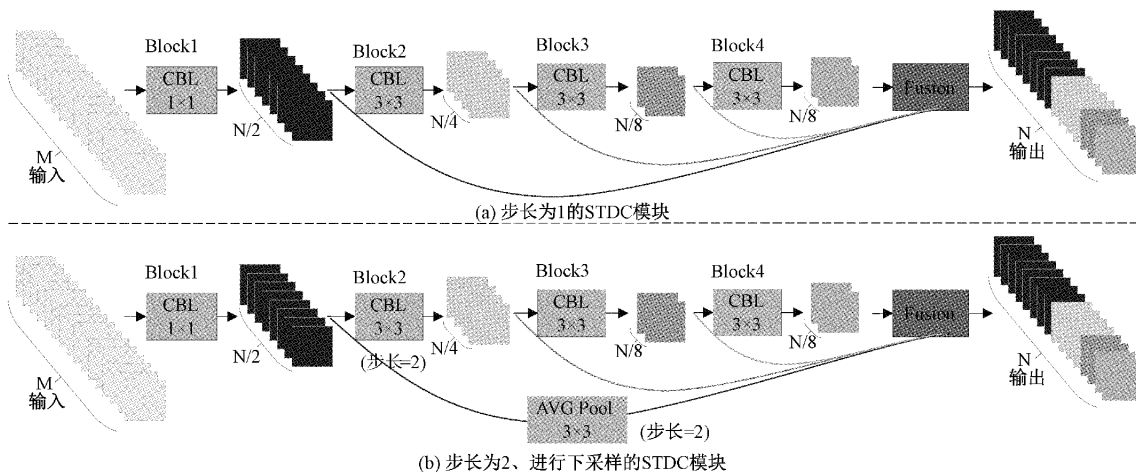 Block1
Block2
Block3
Block4
CBL
1×1
CBL
3×3
CBL
3×3
CBL
3×3
Fusion
N/2
N/4
N/8
N/8
M
输入
N
输出
(a) 步长为1的STDC模块
Block1
Block2
Block3
Block4
CBL
1×1
CBL
3×3
CBL
3×3
CBL
3×3
Fusion
N/2
(步长=2)
N/4
N/8
N/8
M
输入
N
输出
AVG Pool
3×3
(步长=2)
(b) 步长为2、进行下采样的STDC模块